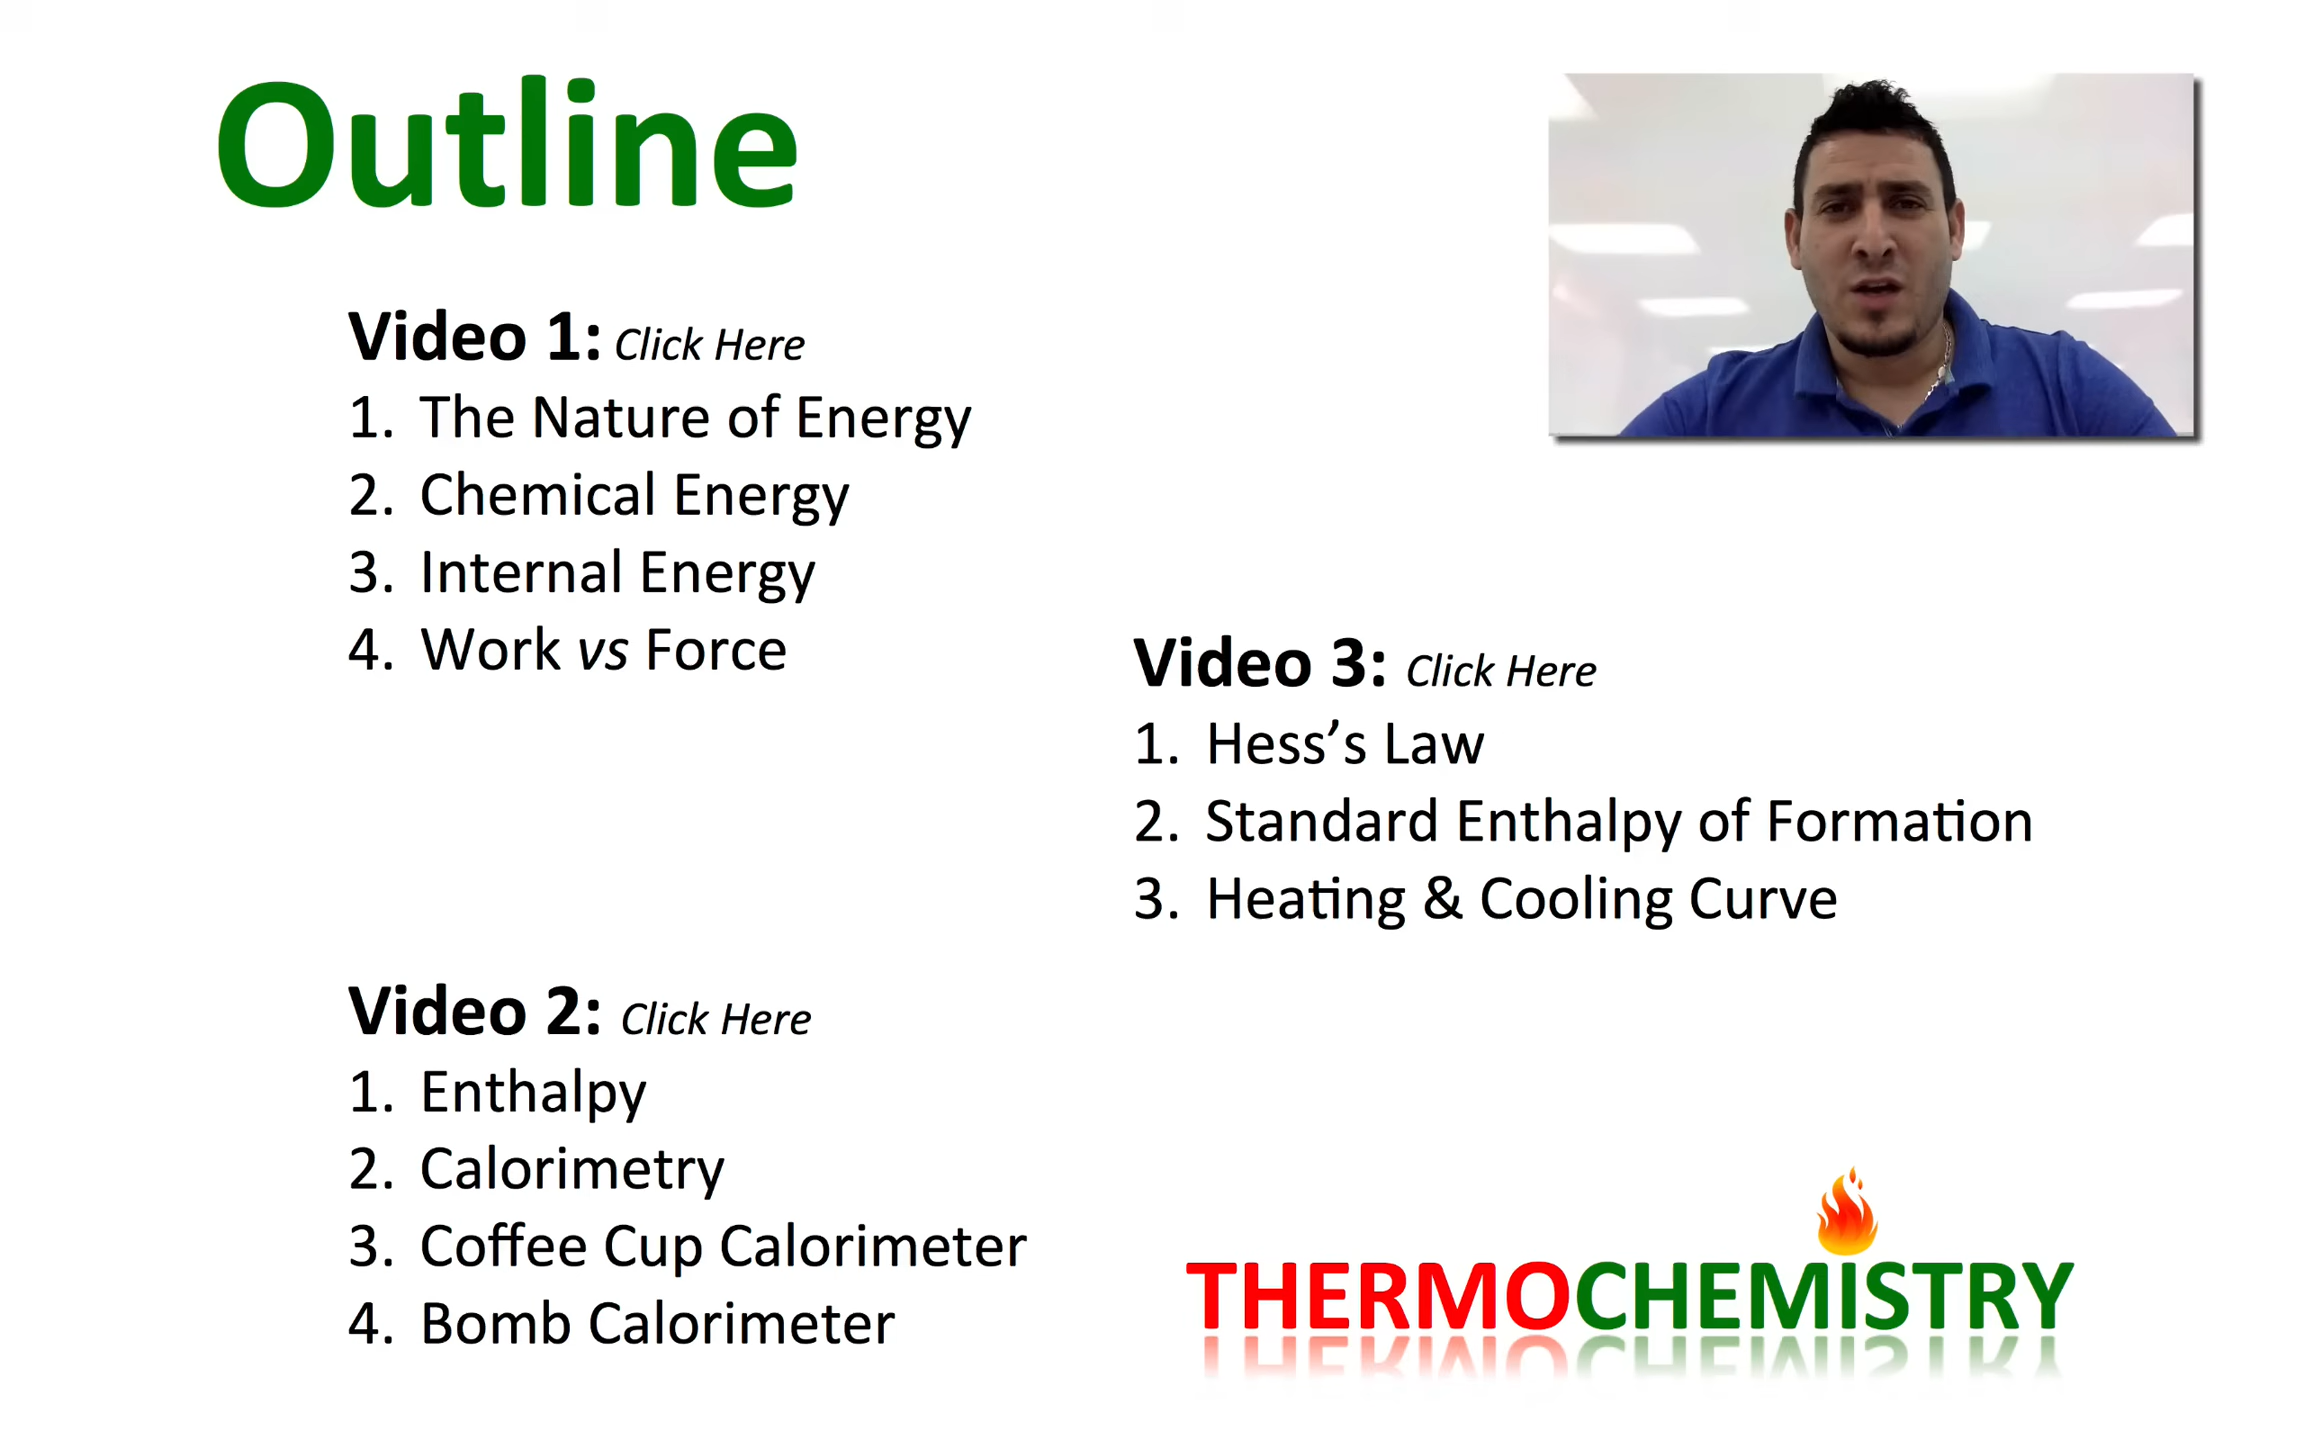 Outline
Video 1: Click Here
1. The Nature of Energy
2. Chemical Energy
3. Internal Energy
4. Work vs Force
Video 2: Click Here
1. Enthalpy
2. Calorimetry
3. Coffee Cup Calorimeter
4. Bomb Calorimeter
Video 3: Click Here
1. Hess’s Law
2. Standard Enthalpy of Formation
3. Heating & Cooling Curve
THERMOCHEMISTRY